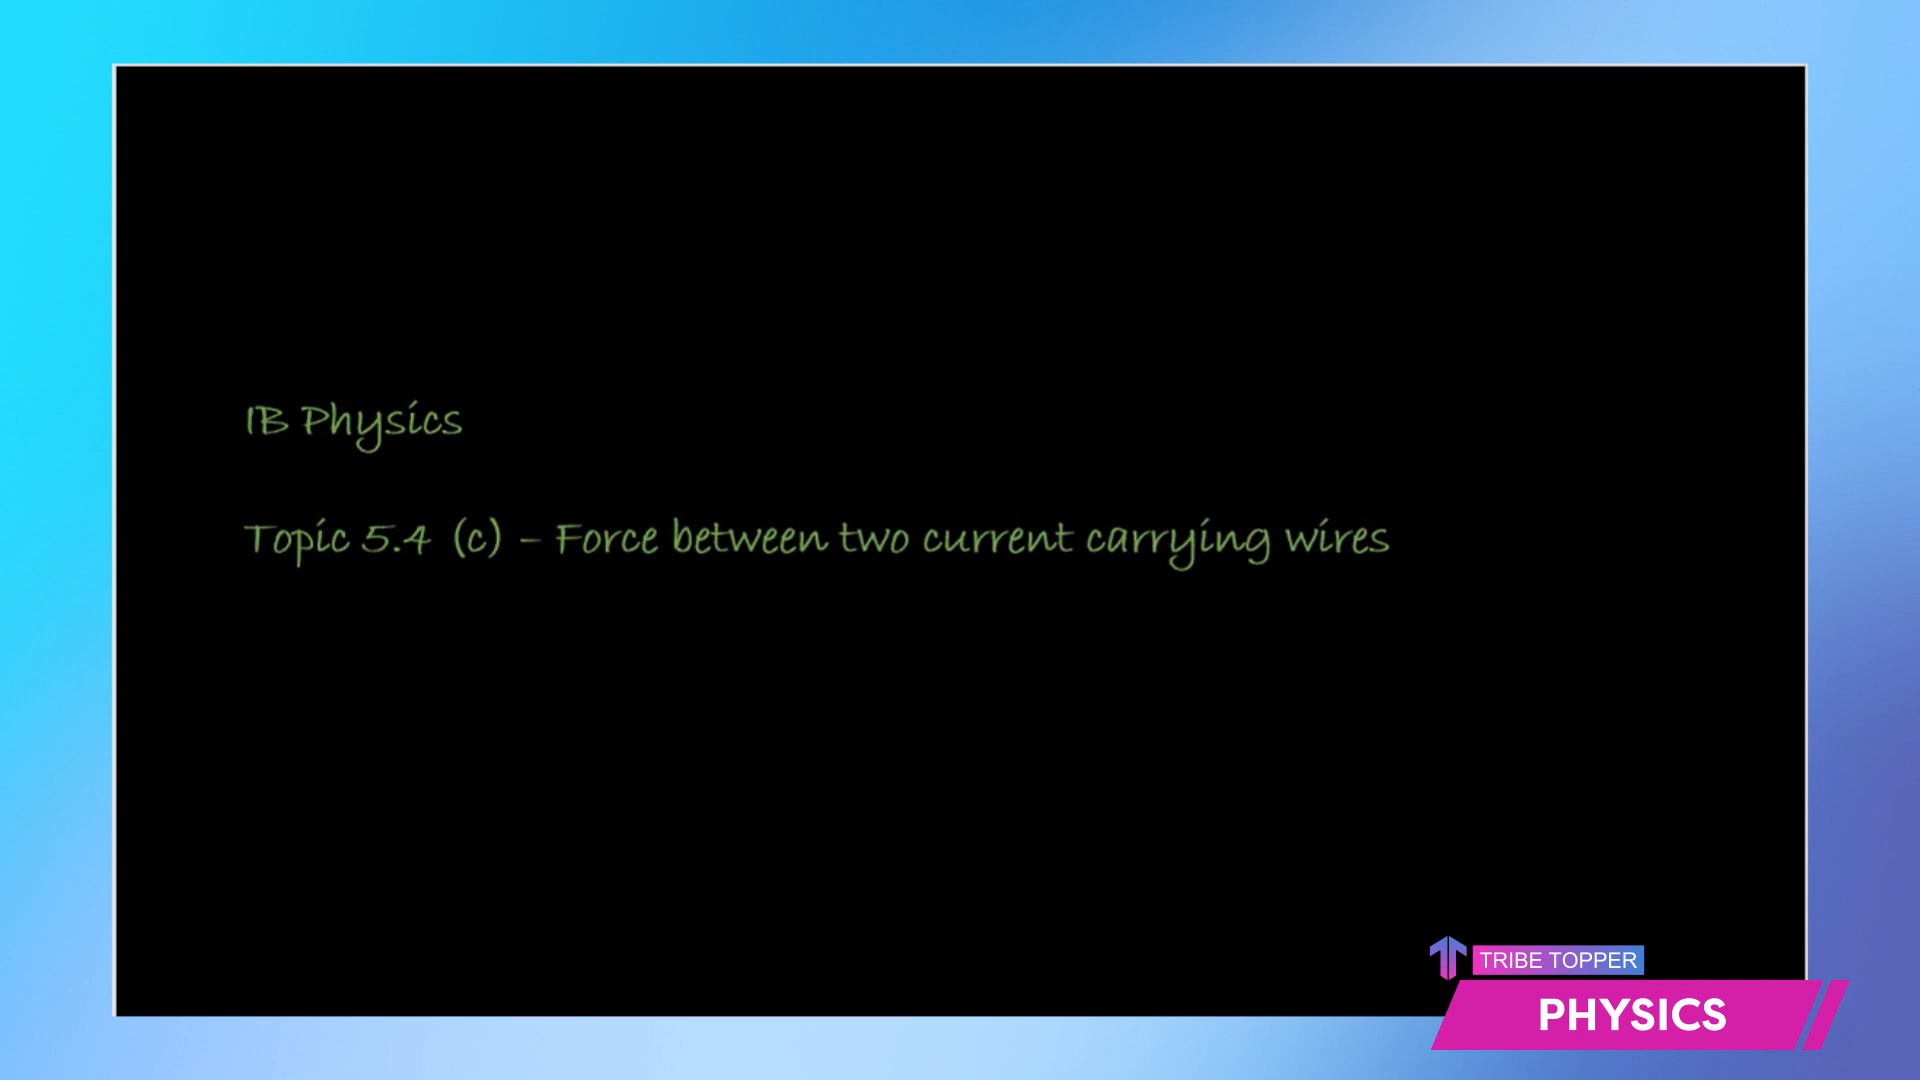 IB Physics
Topic 5.4 (c) – Force between two current carrying wires
TRIBE TOPPER
PHYSICS